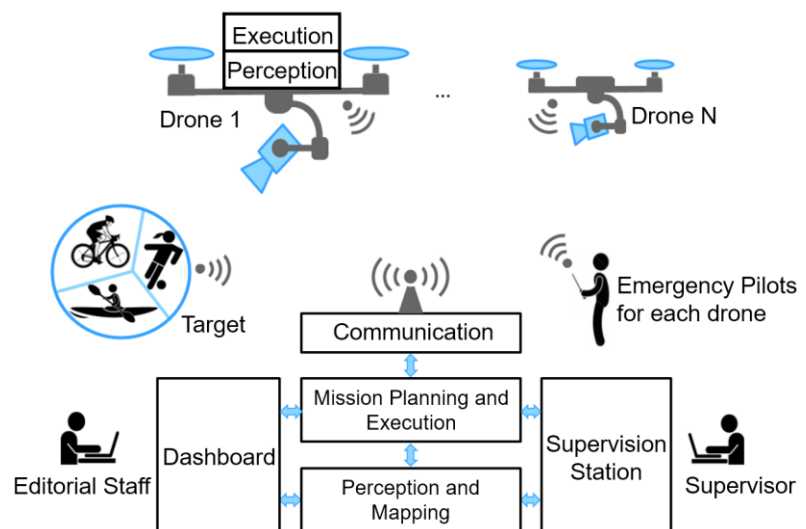 Execution
Perception
Drone 1
...
Drone N
Target
Emergency Pilots
for each drone
Communication
Mission Planning and
Execution
Dashboard
Supervision
Station
Perception and
Mapping
Editorial Staff
Supervisor